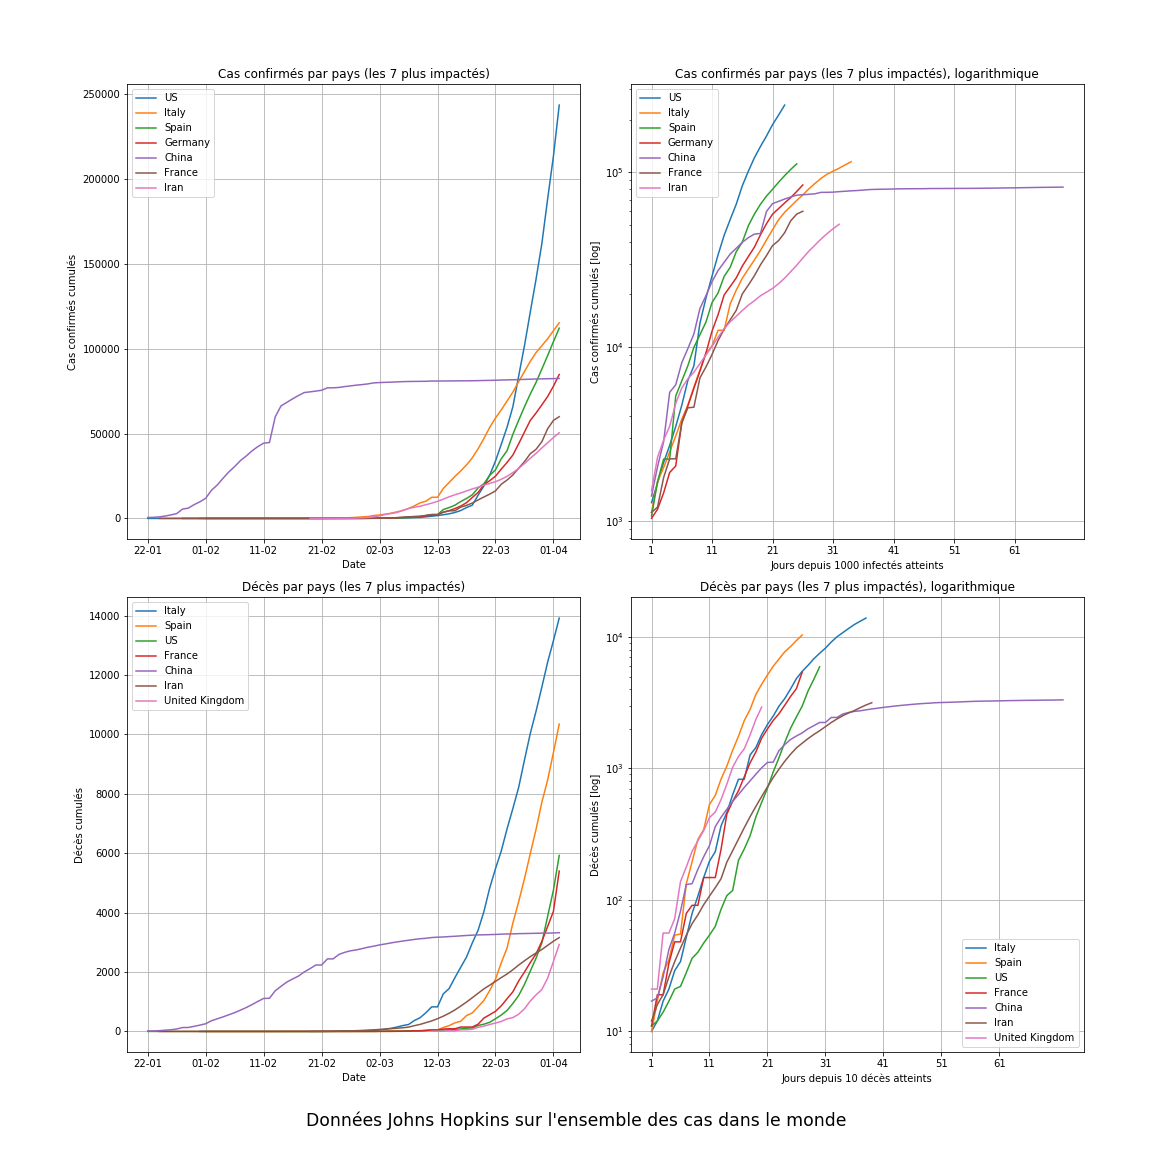 Cas confirmés par pays (les 7 plus impactés)
250000
200000
150000
100000
50000
0
Cas confirmés cumulés
US
Italy
Spain
Germany
China
France
Iran
22-01 01-02 11-02 21-02 02-03 12-03 22-03 01-04
Date
Cas confirmés par pays (les 7 plus impactés), logarithmique
10^5
10^4
10^3
Cas confirmés cumulés [log]
US
Italy
Spain
Germany
China
France
Iran
1 11 21 31 41 51 61
Jours depuis 1000 infectés atteints
Décès par pays (les 7 plus impactés)
14000
12000
10000
8000
6000
4000
2000
0
Décès cumulés
Italy
Spain
US
France
China
Iran
United Kingdom
22-01 01-02 11-02 21-02 02-03 12-03 22-03 01-04
Date
Décès par pays (les 7 plus impactés), logarithmique
10^4
10^3
10^2
10^1
Décès cumulés [log]
Italy
Spain
US
France
China
Iran
United Kingdom
1 11 21 31 41 51 61
Jours depuis 10 décès atteints
Données Johns Hopkins sur l'ensemble des cas dans le monde